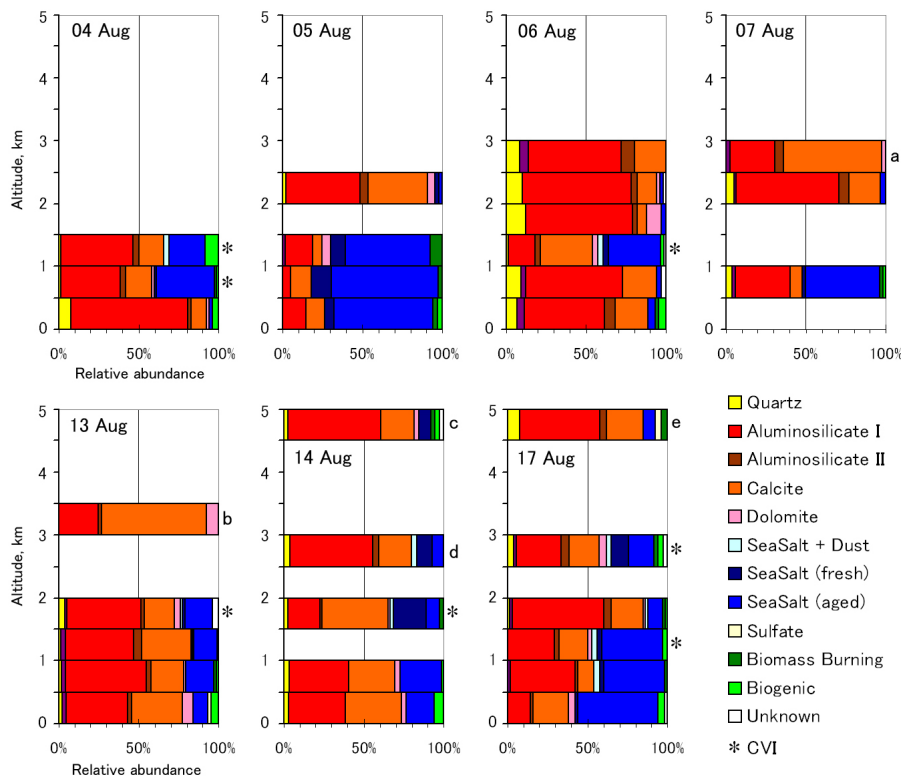 04 Aug
05 Aug
06 Aug
07 Aug
Altitude, km
5
4
3
2
1
0
5
4
3
2
1
0
5
4
3
2
1
0
5
4
3
2
1
0
*
*
*
a
0% 50% 100%
0% 50% 100%
0% 50% 100%
0% 50% 100%
Relative abundance
13 Aug
14 Aug
17 Aug
Altitude, km
5
4
3
2
1
0
5
4
3
2
1
0
5
4
3
2
1
0
b
*
c
d
*
e
*
*
0% 50% 100%
0% 50% 100%
0% 50% 100%
Relative abundance
Quartz
Aluminosilicate I
Aluminosilicate II
Calcite
Dolomite
SeaSalt + Dust
SeaSalt (fresh)
SeaSalt (aged)
Sulfate
Biomass Burning
Biogenic
Unknown
* CVI